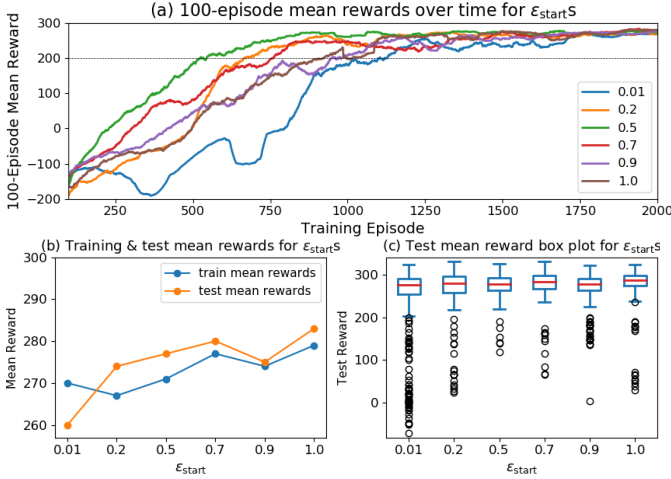 (a) 100-episode mean rewards over time for ε_start s
100-Episode Mean Reward
300
200
100
0
−100
−200
0.01
0.2
0.5
0.7
0.9
1.0
250 500 750 1000 1250 1500 1750 2000
Training Episode
(b) Training & test mean rewards for ε_start s
Mean Reward
300
290
280
270
260
train mean rewards
test mean rewards
0.01 0.2 0.5 0.7 0.9 1.0
ε_start
(c) Test mean reward box plot for ε_start s
Test Reward
300
200
100
0
0.01 0.2 0.5 0.7 0.9 1.0
ε_start